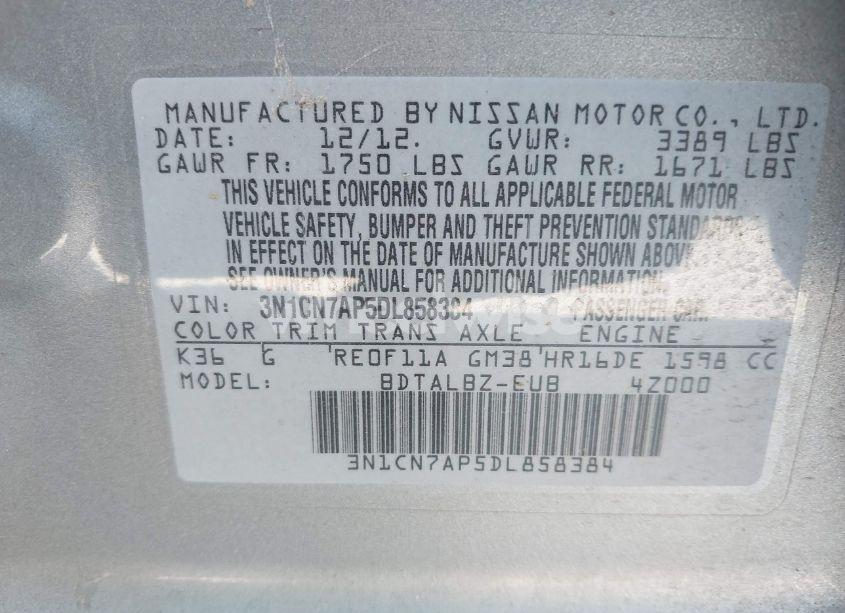 MANUFACTURED BY NISSAN MOTOR CO., LTD.
DATE: 12/12. GVWR: 3389 LBS
GAWR FR: 1750 LBS GAWR RR: 1671 LBS
THIS VEHICLE CONFORMS TO ALL APPLICABLE FEDERAL MOTOR
VEHICLE SAFETY, BUMPER AND THEFT PREVENTION STANDARDS
IN EFFECT ON THE DATE OF MANUFACTURE SHOWN ABOVE.
SEE OWNER'S MANUAL FOR ADDITIONAL INFORMATION.
VIN: 3N1CN7AP5DL858384 PASSENGER CAR
COLOR TRIM TRANS AXLE ENGINE
K36 G RE0F11A GM38 HR16DE 1598 CC
MODEL: BDTALBZ-EUB 4Z000
3N1CN7AP5DL858384